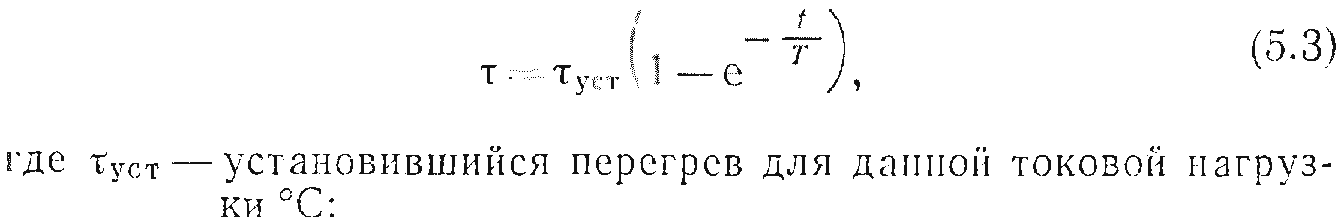 τ = τуст(1 − e^{−t/T}), (5.3)
где τуст — установившийся перегрев для данной токовой нагруз-
ки °С: